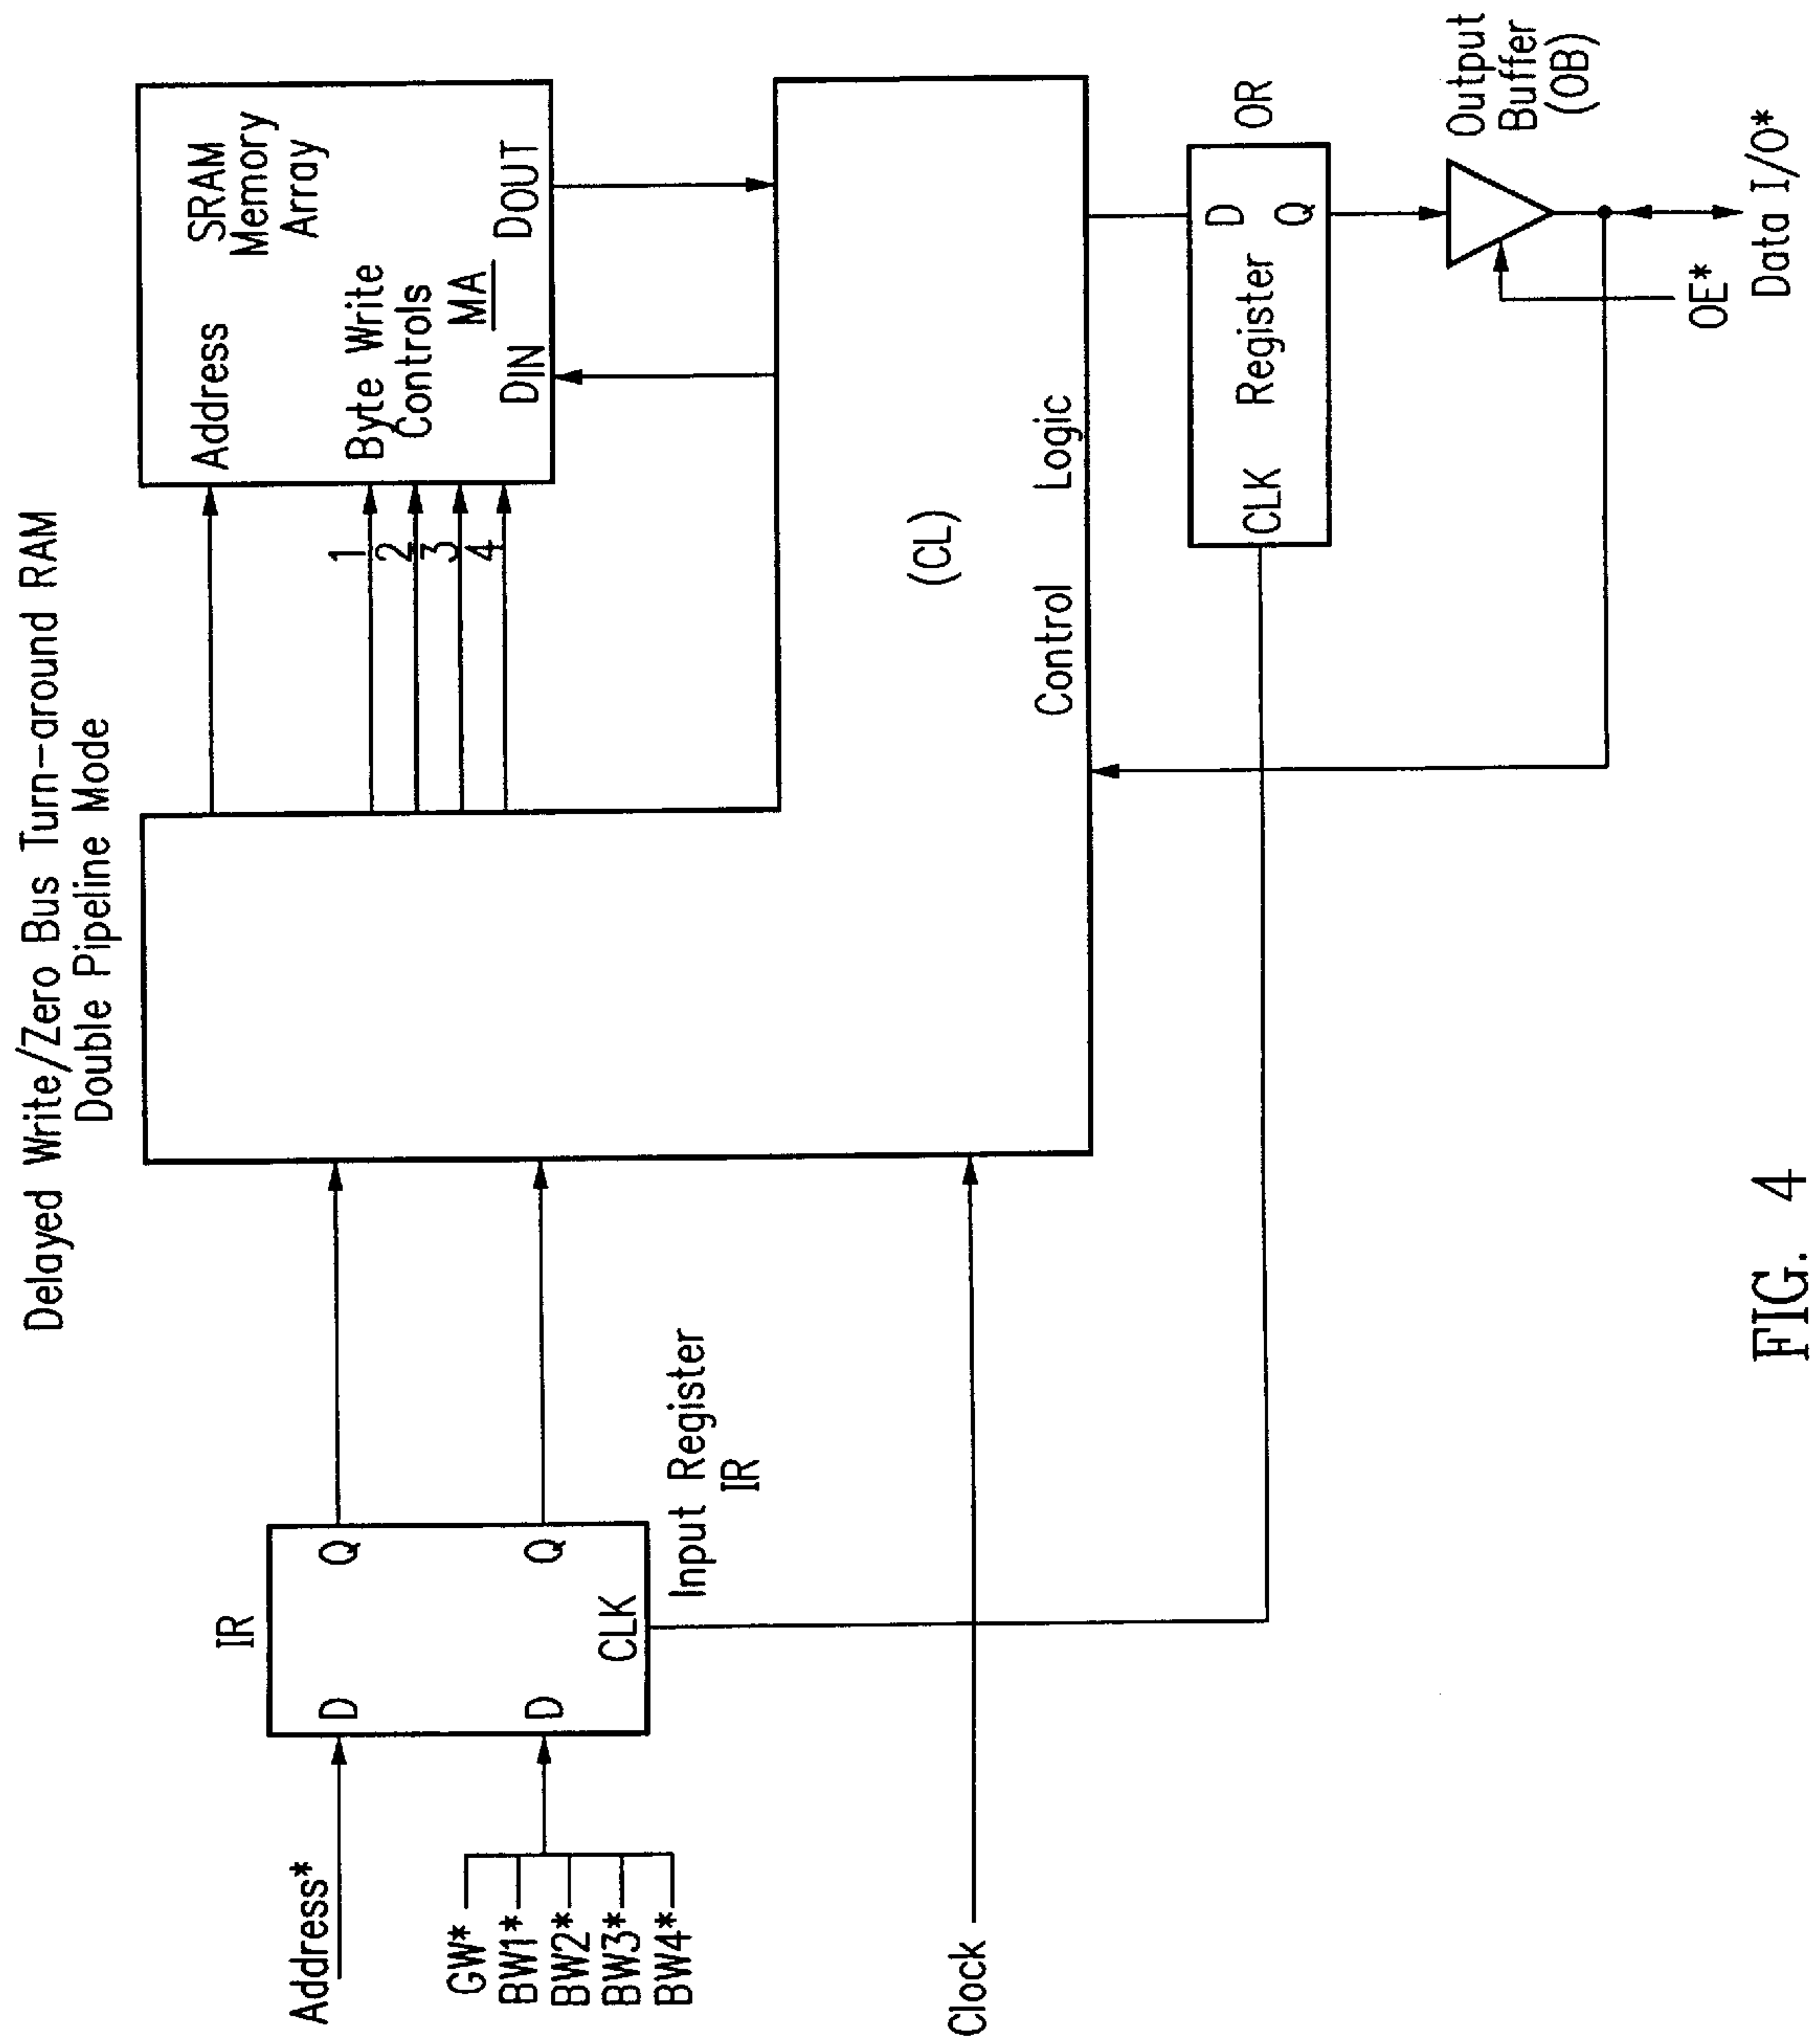 Delayed Write/Zero Bus Turn-around RAM
Double Pipeline Mode
Address*
GW*
BW1*
BW2*
BW3*
BW4*
Clock
IR
D
Q
D
Q
CLK
Input Register
IR
1
2
3
4
Address
SRAM
Memory
Array
Byte Write
Controls
MA
DIN
DOUT
(CL)
Control Logic
OR
D
CLK Register
Q
Output
Buffer
(OB)
OE*
Data I/O*
FIG. 4